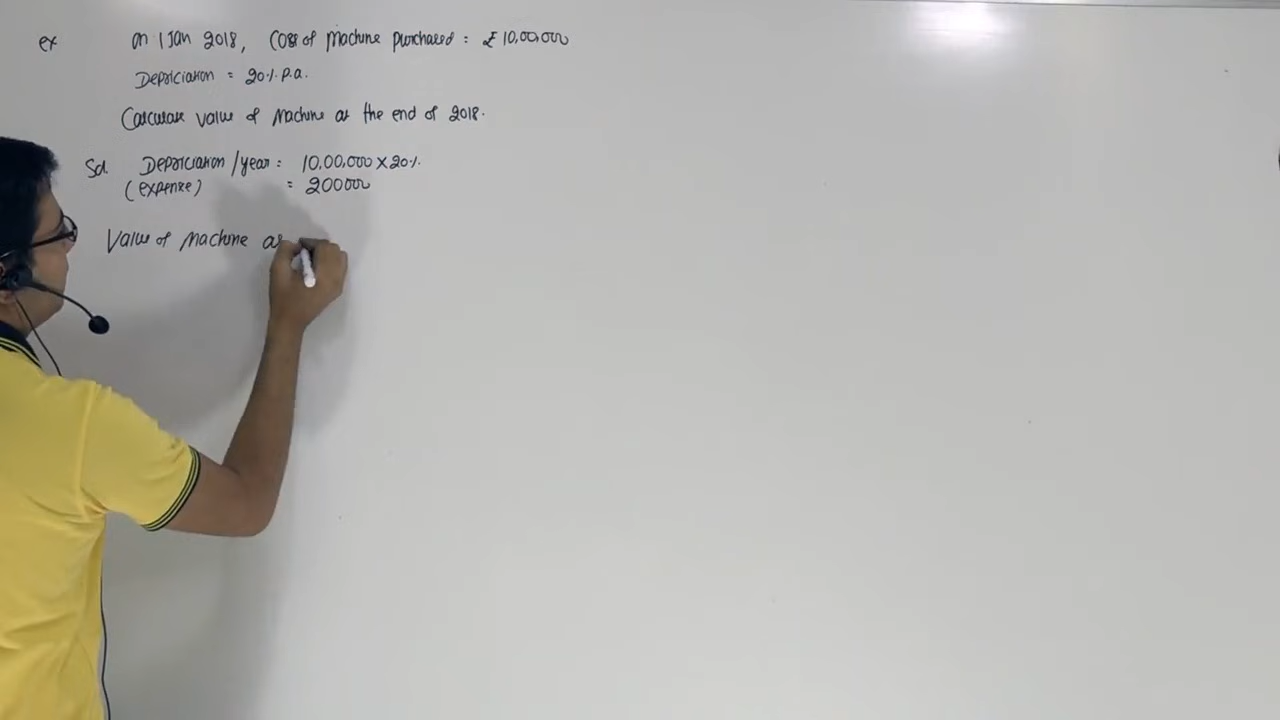 ex on 1 Jan 2018, Cost of Machine purchased = ₹ 10,00,000
Depriciation = 20% p.a.
Calculate value of Machine at the end of 2018.
Sol. Depriciation / year = 10,00,000 X 20%
(expense) = 200000
Value of Machine